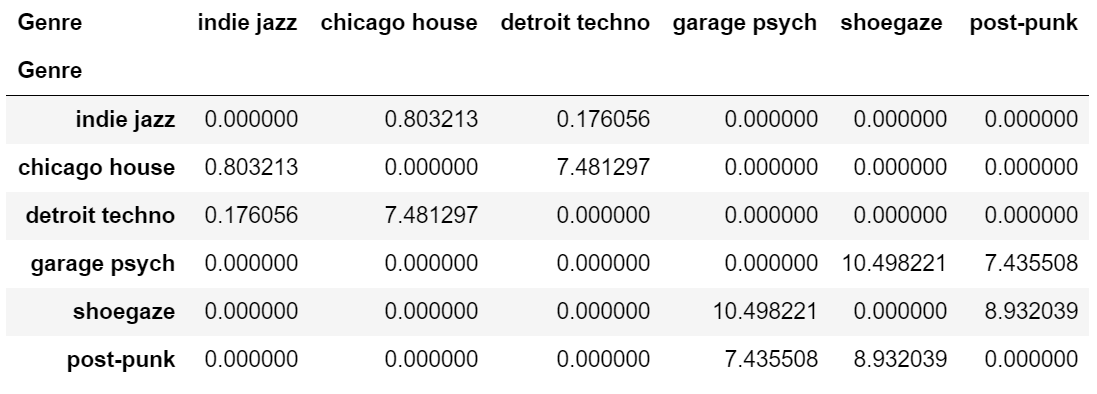 Genre indie jazz chicago house detroit techno garage psych shoegaze post-punk
Genre
indie jazz 0.000000 0.803213 0.176056 0.000000 0.000000 0.000000
chicago house 0.803213 0.000000 7.481297 0.000000 0.000000 0.000000
detroit techno 0.176056 7.481297 0.000000 0.000000 0.000000 0.000000
garage psych 0.000000 0.000000 0.000000 0.000000 10.498221 7.435508
shoegaze 0.000000 0.000000 0.000000 10.498221 0.000000 8.932039
post-punk 0.000000 0.000000 0.000000 7.435508 8.932039 0.000000